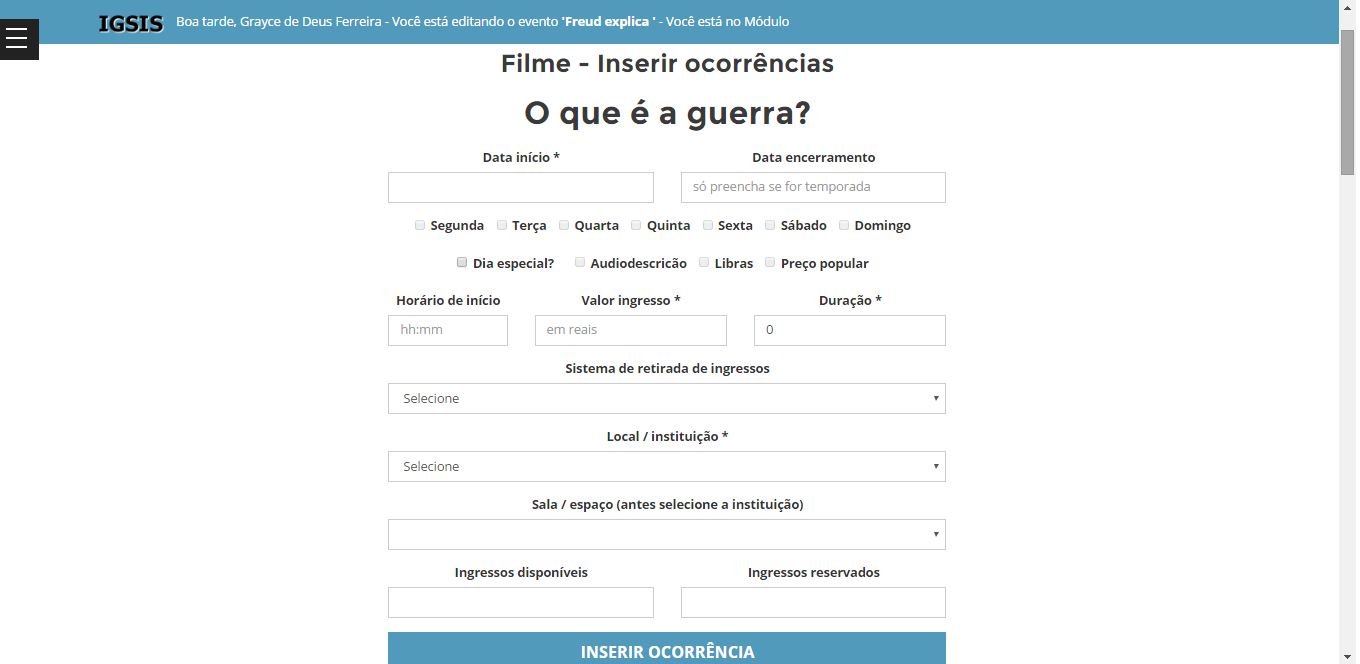 IGSIS Boa tarde, Grayce de Deus Ferreira - Você está editando o evento 'Freud explica ' - Você está no Módulo
Filme - Inserir ocorrências
O que é a guerra?
Data início * Data encerramento
só preencha se for temporada
Segunda Terça Quarta Quinta Sexta Sábado Domingo
Dia especial? Audiodescricão Libras Preço popular
Horário de início Valor ingresso * Duração *
hh:mm em reais 0
Sistema de retirada de ingressos
Selecione
Local / instituição *
Selecione
Sala / espaço (antes selecione a instituição)
Ingressos disponíveis Ingressos reservados
INSERIR OCORRÊNCIA